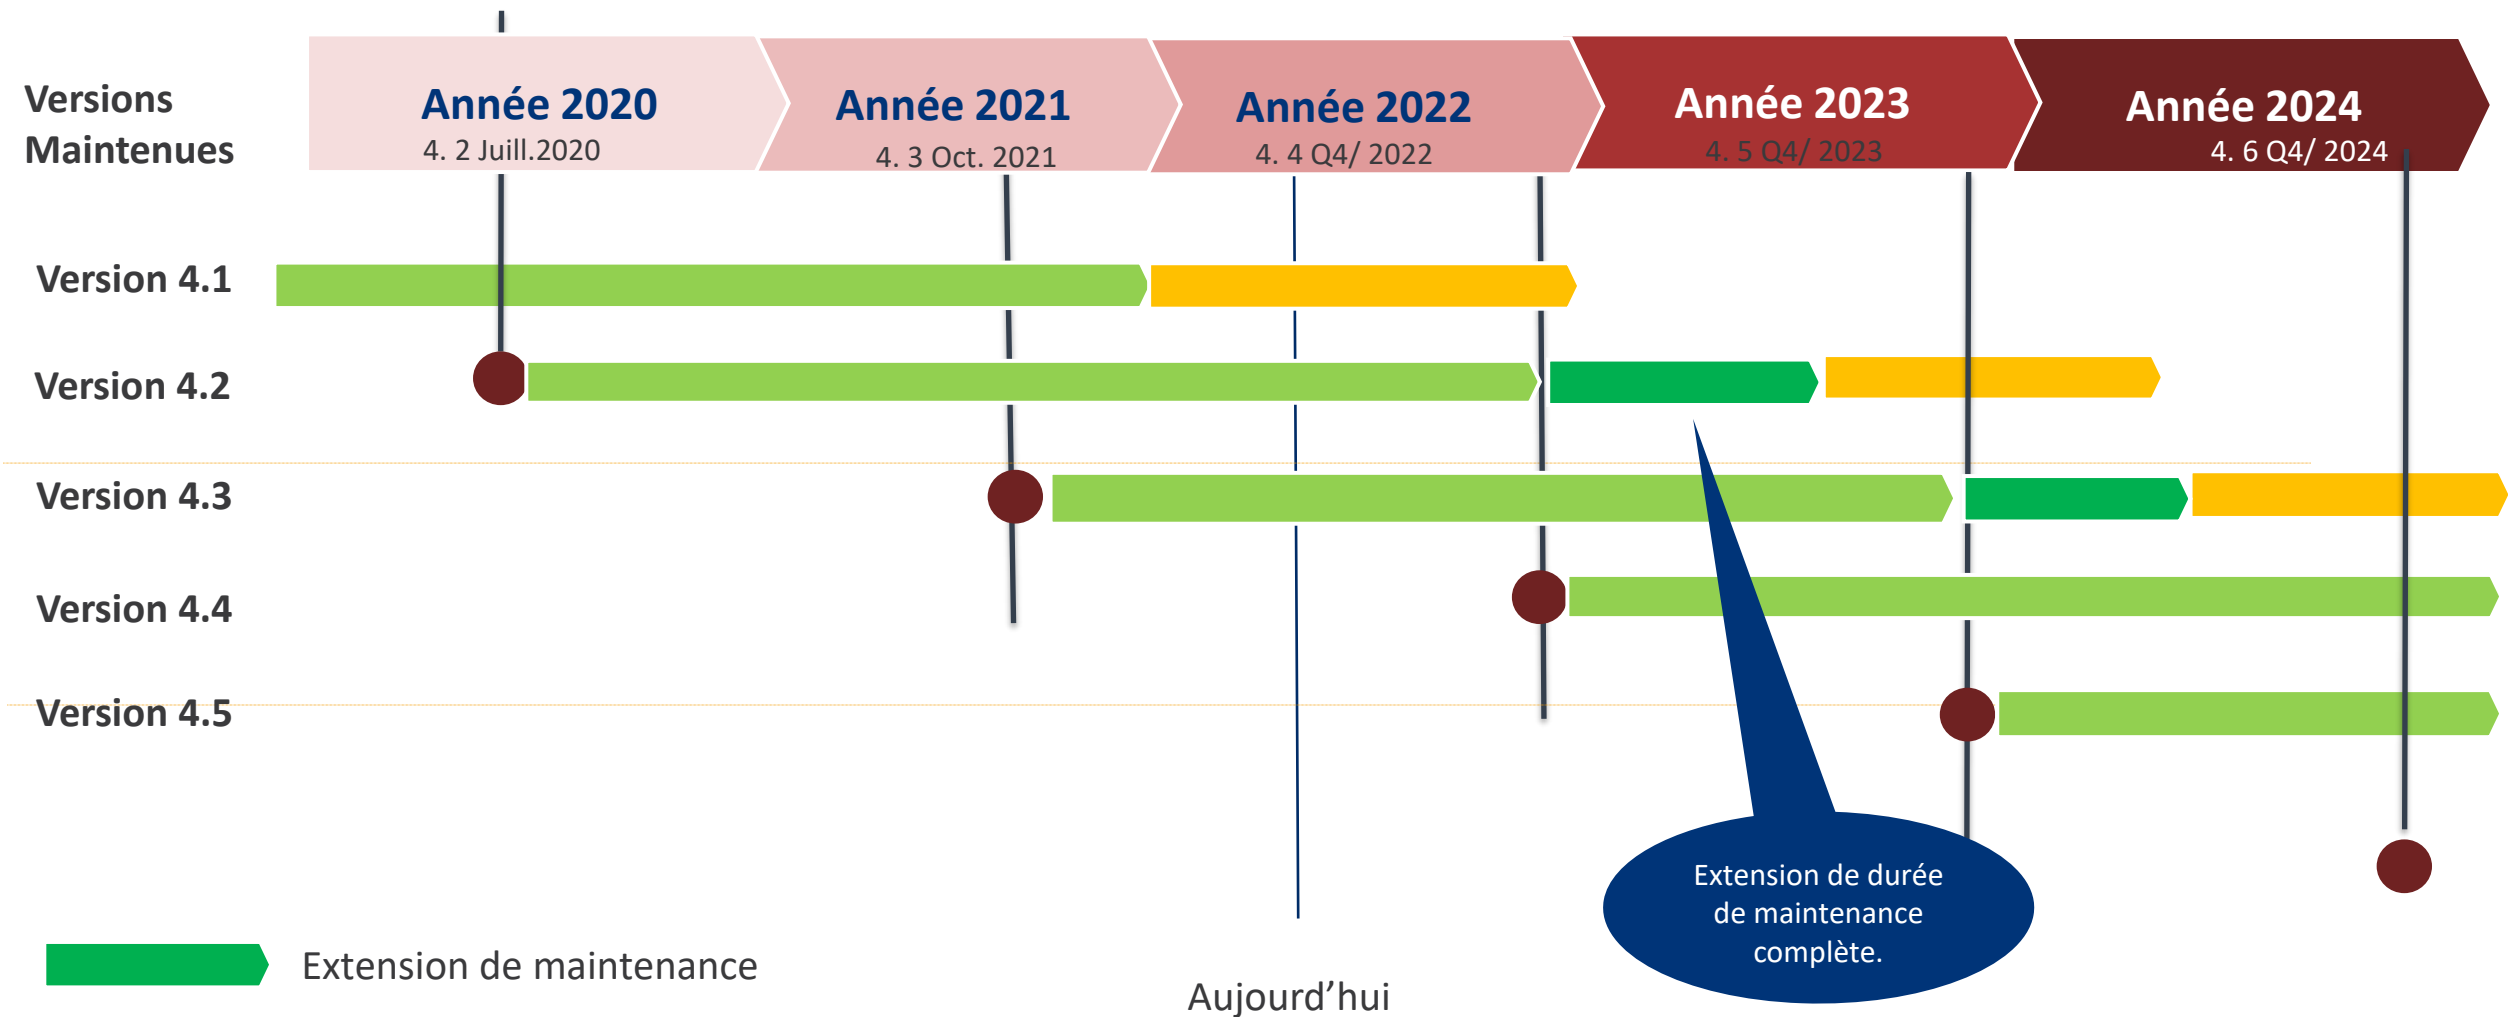 Versions
Maintenues
Année 2020
4. 2 Juill.2020
Année 2021
4. 3 Oct. 2021
Année 2022
4. 4 Q4/ 2022
Année 2023
4. 5 Q4/ 2023
Année 2024
4. 6 Q4/ 2024
Version 4.1
Version 4.2
Version 4.3
Version 4.4
Version 4.5
Extension de durée
de maintenance
complète.
Extension de maintenance
Aujourd’hui